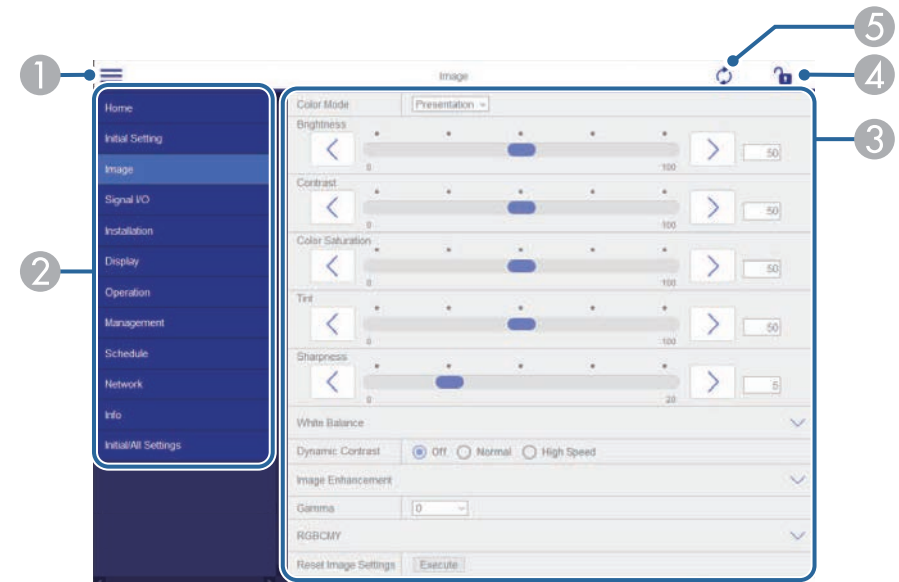 5
1
Image
4
Home
Initial Setting
Image
Signal I/O
Installation
Display
Operation
Management
Schedule
Network
Info
Initial/All Settings
2
Color Mode Presentation
Brightness
0 100 50
Contrast
0 100 50
Color Saturation
0 100 50
Tint
0 100 50
Sharpness
0 20 5
White Balance
Dynamic Contrast Off Normal High Speed
Image Enhancement
Gamma 0
RGBCMY
Reset Image Settings Execute
3